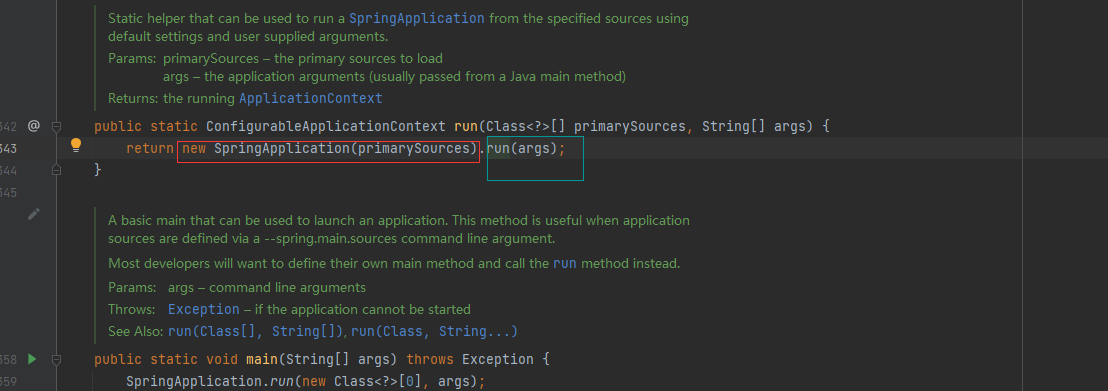 Static helper that can be used to run a SpringApplication from the specified sources using
default settings and user supplied arguments.
Params: primarySources – the primary sources to load
args – the application arguments (usually passed from a Java main method)
Returns: the running ApplicationContext
342 @ public static ConfigurableApplicationContext run(Class<?>[] primarySources, String[] args) {
343 return new SpringApplication(primarySources).run(args);
344 }
345
A basic main that can be used to launch an application. This method is useful when application
sources are defined via a --spring.main.sources command line argument.
Most developers will want to define their own main method and call the run method instead.
Params: args – command line arguments
Throws: Exception – if the application cannot be started
See Also: run(Class[], String[]), run(Class, String...)
358 public static void main(String[] args) throws Exception {
359 SpringApplication.run(new Class<?>[0], args);